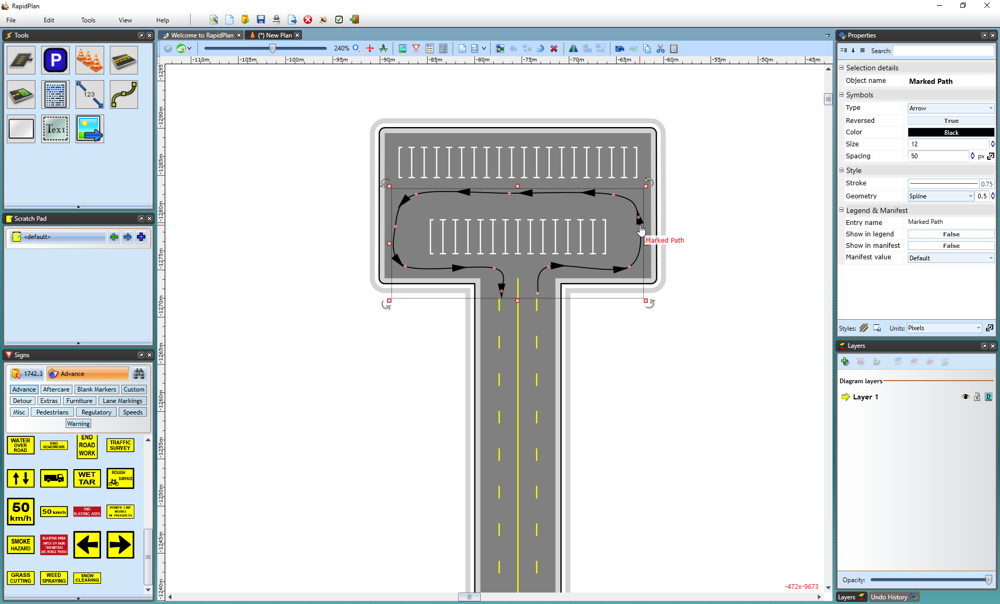 RapidPlan
File Edit Tools View Help
Tools
Welcome to RapidPlan (*) New Plan
Properties
240%
Search:
-110m -105m -100m -95m -90m -85m -80m -75m -70m -65m -60m -55m -50m -45m
-1295
-1290m
-1285m
-1280m
-1275m
-1270m
-1265m
-1260m
-1255m
-1250m
-1245m
-1240m
P
123
Text
Scratch Pad
<default>
Signs
1742.3 Advance
Advance Aftercare Blank Markers Custom
Detour Extras Furniture Lane Markings
Misc Pedestrians Regulatory Speeds
Warning
WATER
OVER
ROAD
END
ROADWORK
END
ROAD
WORK
TRAFFIC
SURVEY
WET
TAR
ROUGH
SURFACE
50
km/h
50 km/h
END
BLASTING AREA
POWER LINE
WORKS
IN PROGRESS
SMOKE
HAZARD
BLASTING AREA
SWITCH OFF RADIO
TRANSMITTERS
AND MOBILE PHONES
GRASS
CUTTING
WEED
SPRAYING
SNOW
CLEARING
Marked Path
-472x-9673
Selection details
Object name Marked Path
Symbols
Type Arrow
Reversed True
Color Black
Size 12
Spacing 50 px
Style
Stroke 0.75
Geometry Spline 0.5
Legend & Manifest
Entry name Marked Path
Show in legend False
Show in manifest False
Manifest value Default
Styles: Units: Pixels
Layers
Diagram layers
Layer 1
D
Opacity:
Layers Undo History